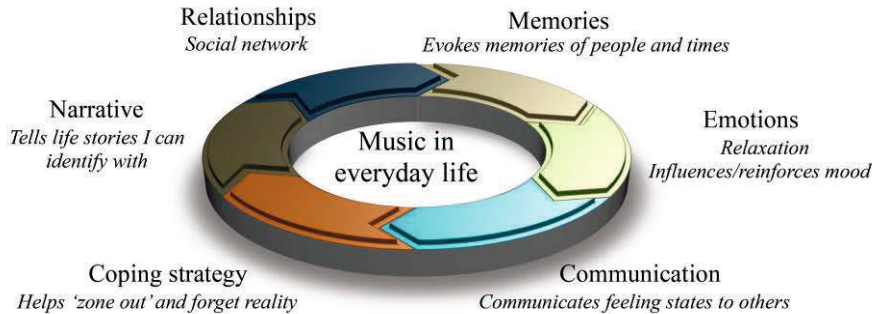 Relationships
Social network
Memories
Evokes memories of people and times
Narrative
Tells life stories I can
identify with
Music in
everyday life
Emotions
Relaxation
Influences/reinforces mood
Coping strategy
Helps ‘zone out’ and forget reality
Communication
Communicates feeling states to others